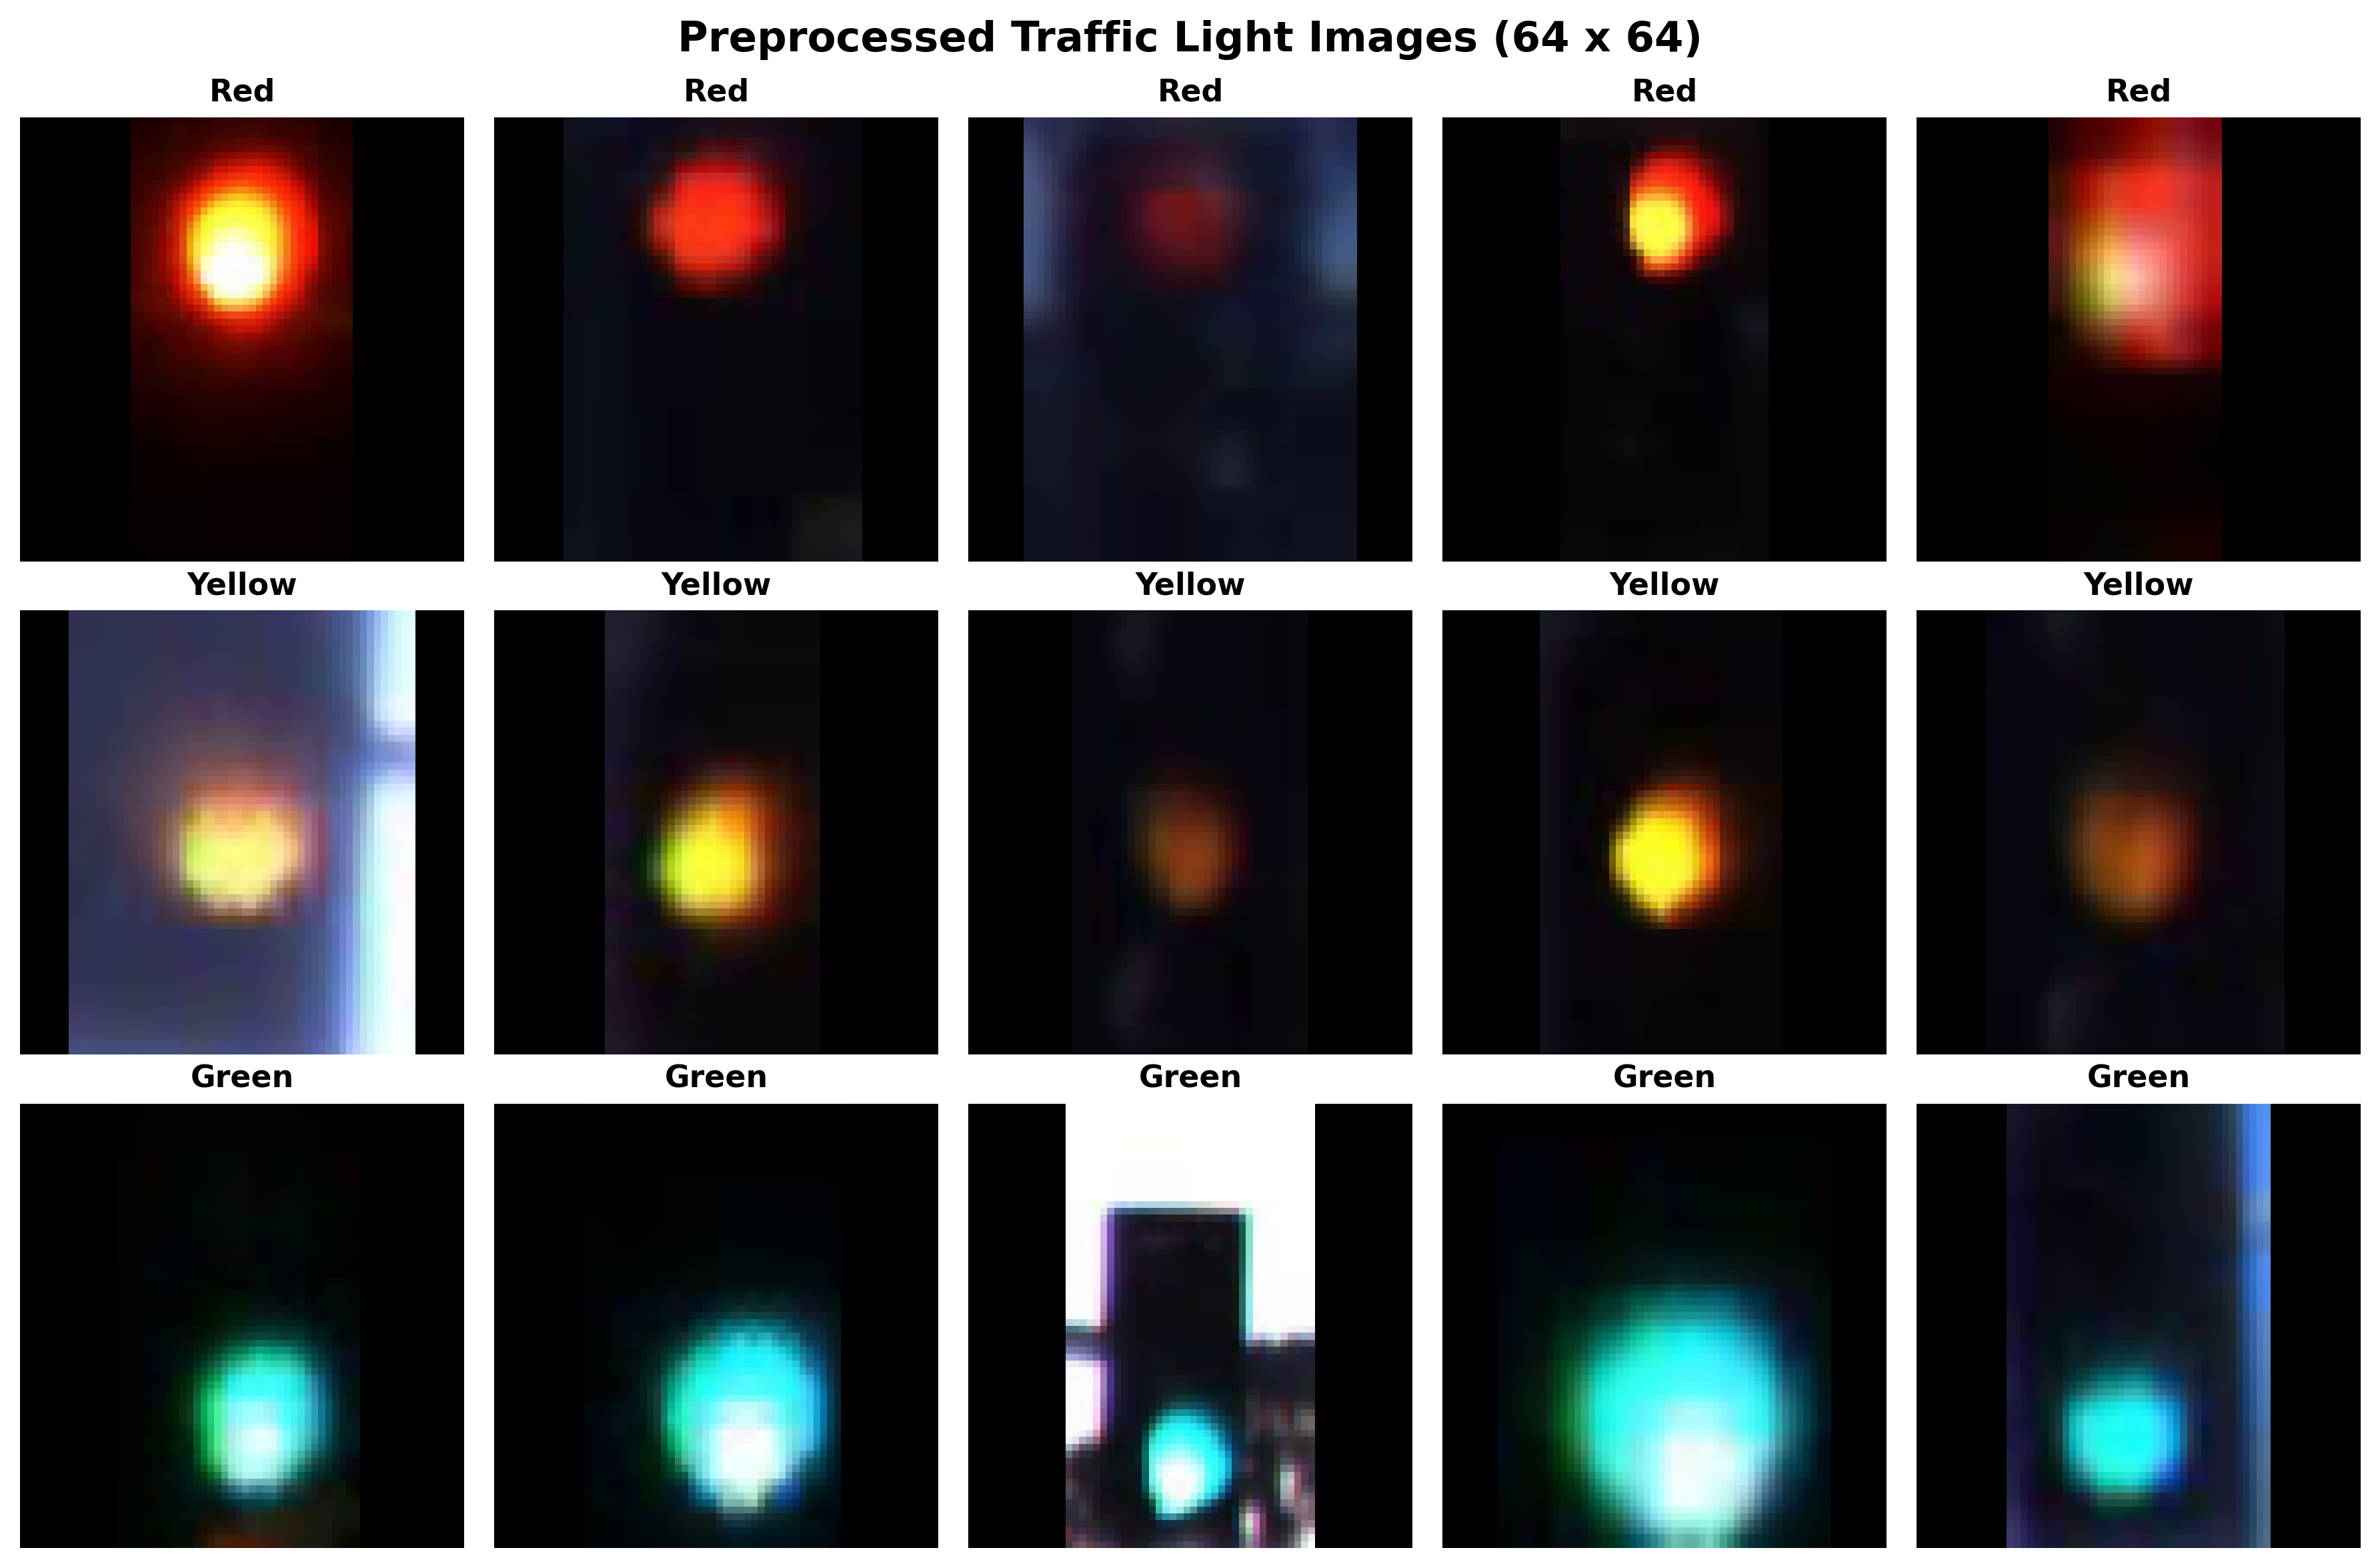 Preprocessed Traffic Light Images (64 x 64)
Red Red Red Red Red
Yellow Yellow Yellow Yellow Yellow
Green Green Green Green Green